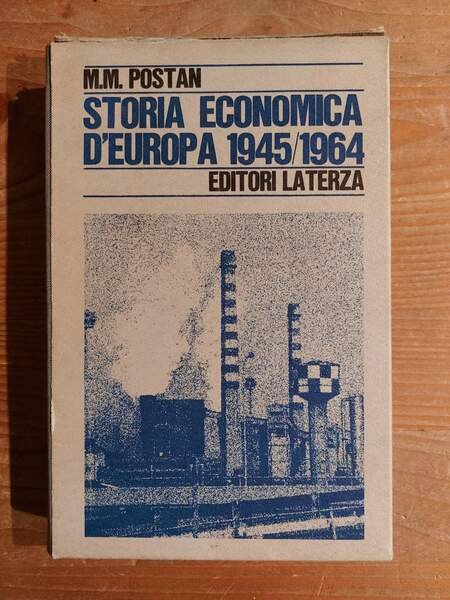 M.M. POSTAN
STORIA ECONOMICA
D'EUROPA 1945/1964
EDITORI LATERZA